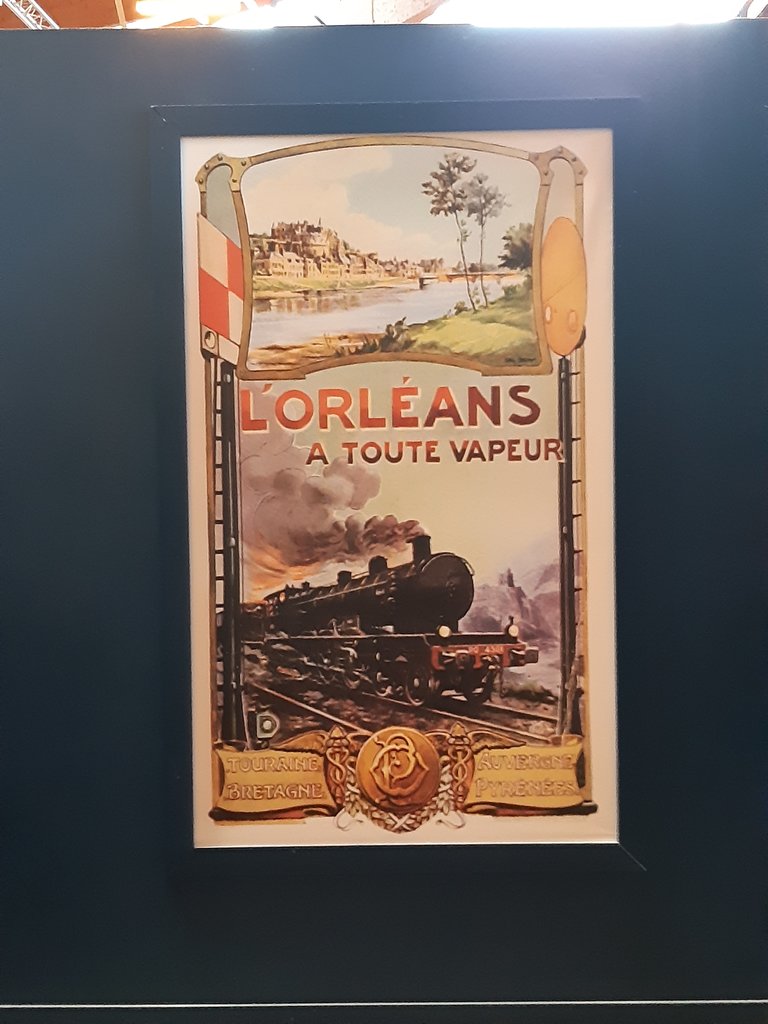 L'ORLÉANS
A TOUTE VAPEUR
D
TOURAINE
BRETAGNE
AUVERGNE
PYRÉNÉES